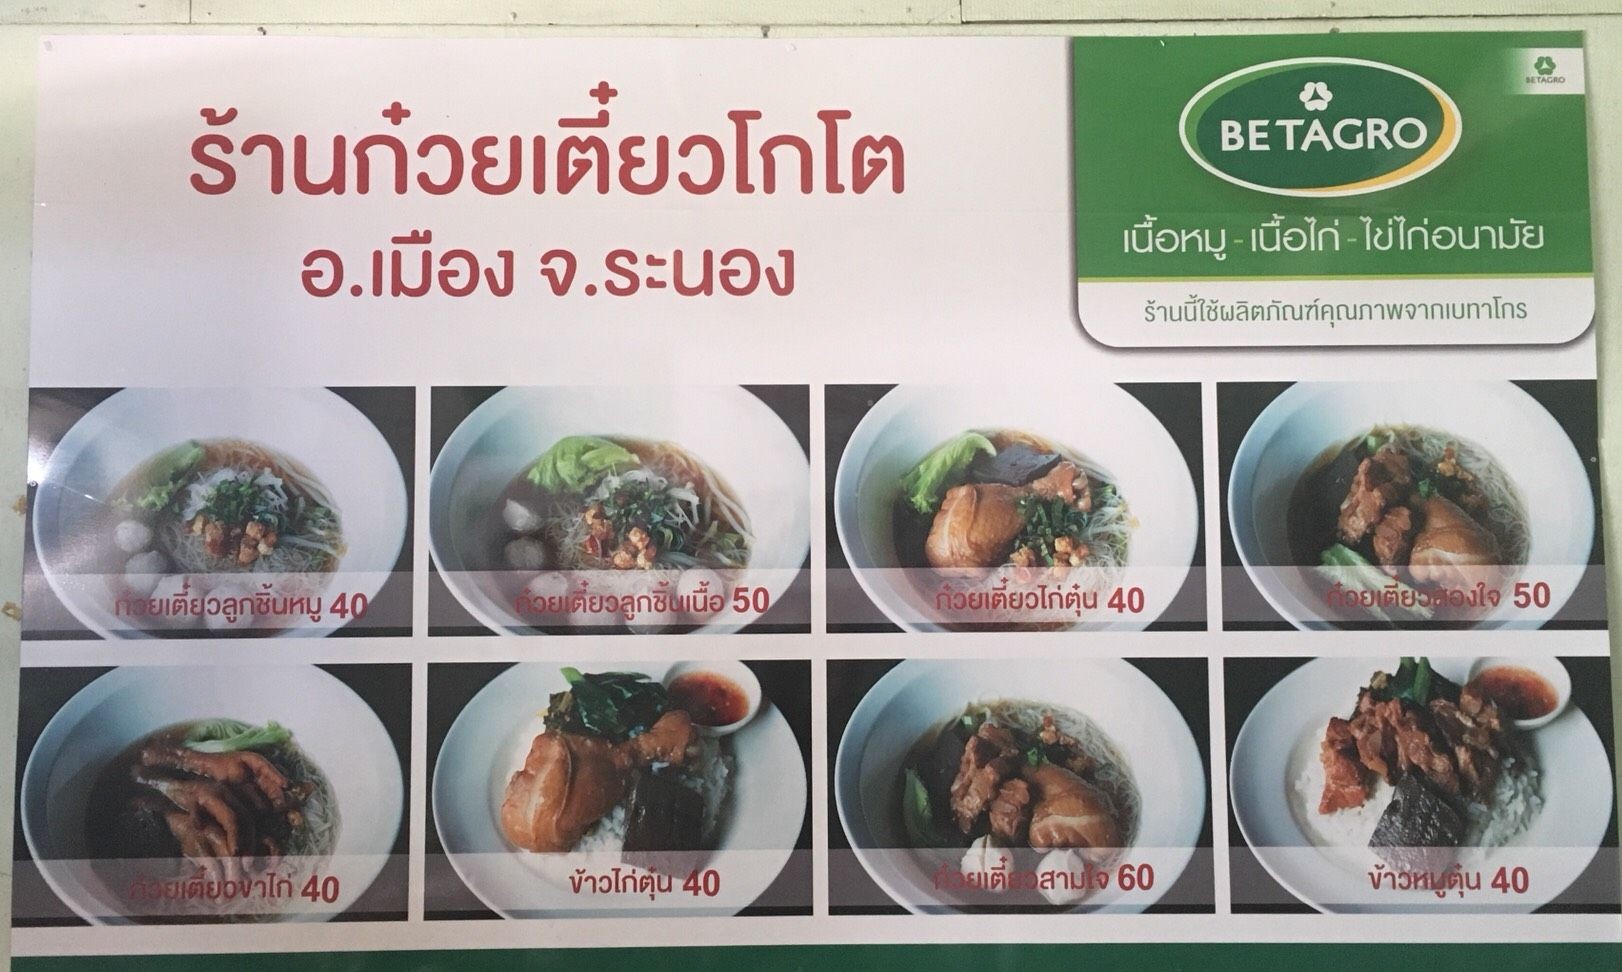 ร้านก๋วยเตี๋ยวโกโต
อ.เมือง จ.ระนอง
BETAGRO
BETAGRO
เนื้อหมู - เนื้อไก่ - ไข่ไก่อนามัย
ร้านนี้ใช้ผลิตภัณฑ์คุณภาพจากเบทาโกร
ก๋วยเตี๋ยวลูกชิ้นหมู 40
ก๋วยเตี๋ยวลูกชิ้นเนื้อ 50
ก๋วยเตี๋ยวไก่ตุ๋น 40
ก๋วยเตี๋ยวสองใจ 50
ก๋วยเตี๋ยวขาไก่ 40
ข้าวไก่ตุ๋น 40
ก๋วยเตี๋ยวสามใจ 60
ข้าวหมูตุ๋น 40